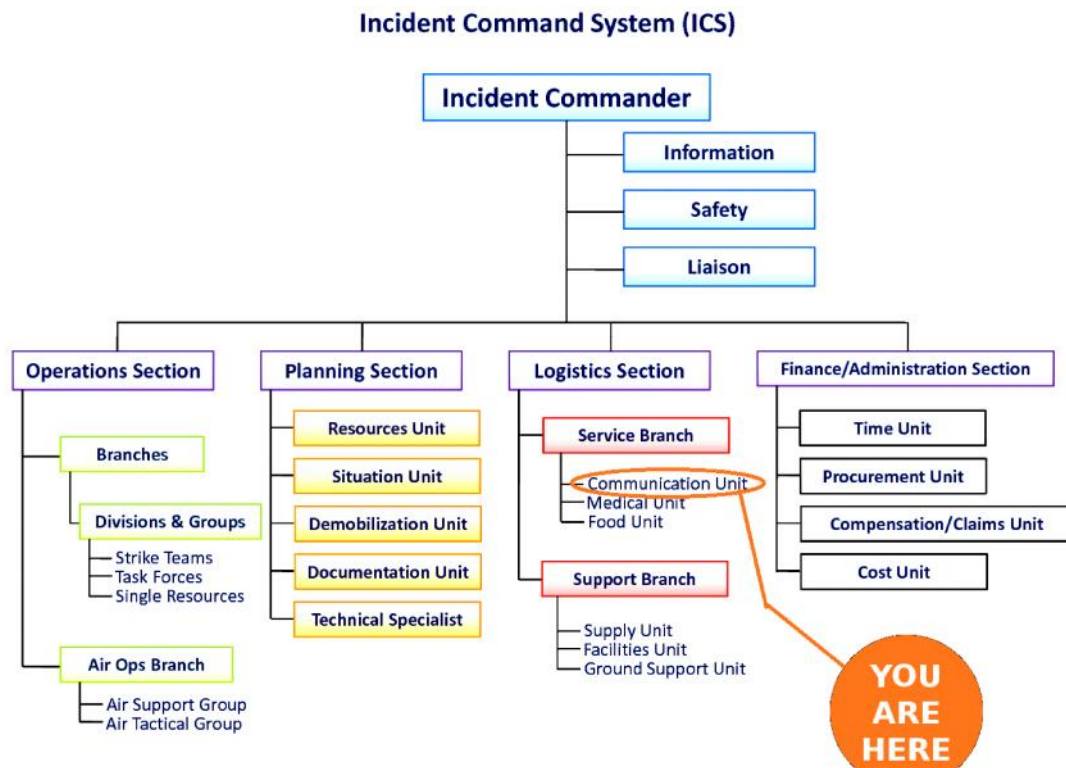 Incident Command System (ICS)
Incident Commander
Information
Safety
Liaison
Operations Section
Branches
Divisions & Groups
Strike Teams
Task Forces
Single Resources
Air Ops Branch
Air Support Group
Air Tactical Group
Planning Section
Resources Unit
Situation Unit
Demobilization Unit
Documentation Unit
Technical Specialist
Logistics Section
Service Branch
Communication Unit
Medical Unit
Food Unit
Support Branch
Supply Unit
Facilities Unit
Ground Support Unit
Finance/Administration Section
Time Unit
Procurement Unit
Compensation/Claims Unit
Cost Unit
YOU
ARE
HERE